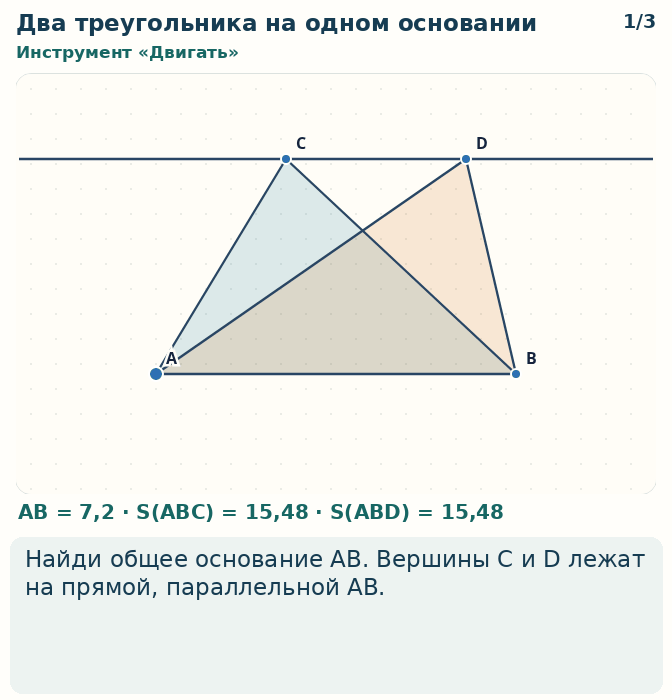 Два треугольника на одном основании 1/3
Инструмент «Двигать»
C D
A B
AB = 7,2 · S(ABC) = 15,48 · S(ABD) = 15,48
Найди общее основание AB. Вершины C и D лежат
на прямой, параллельной AB.